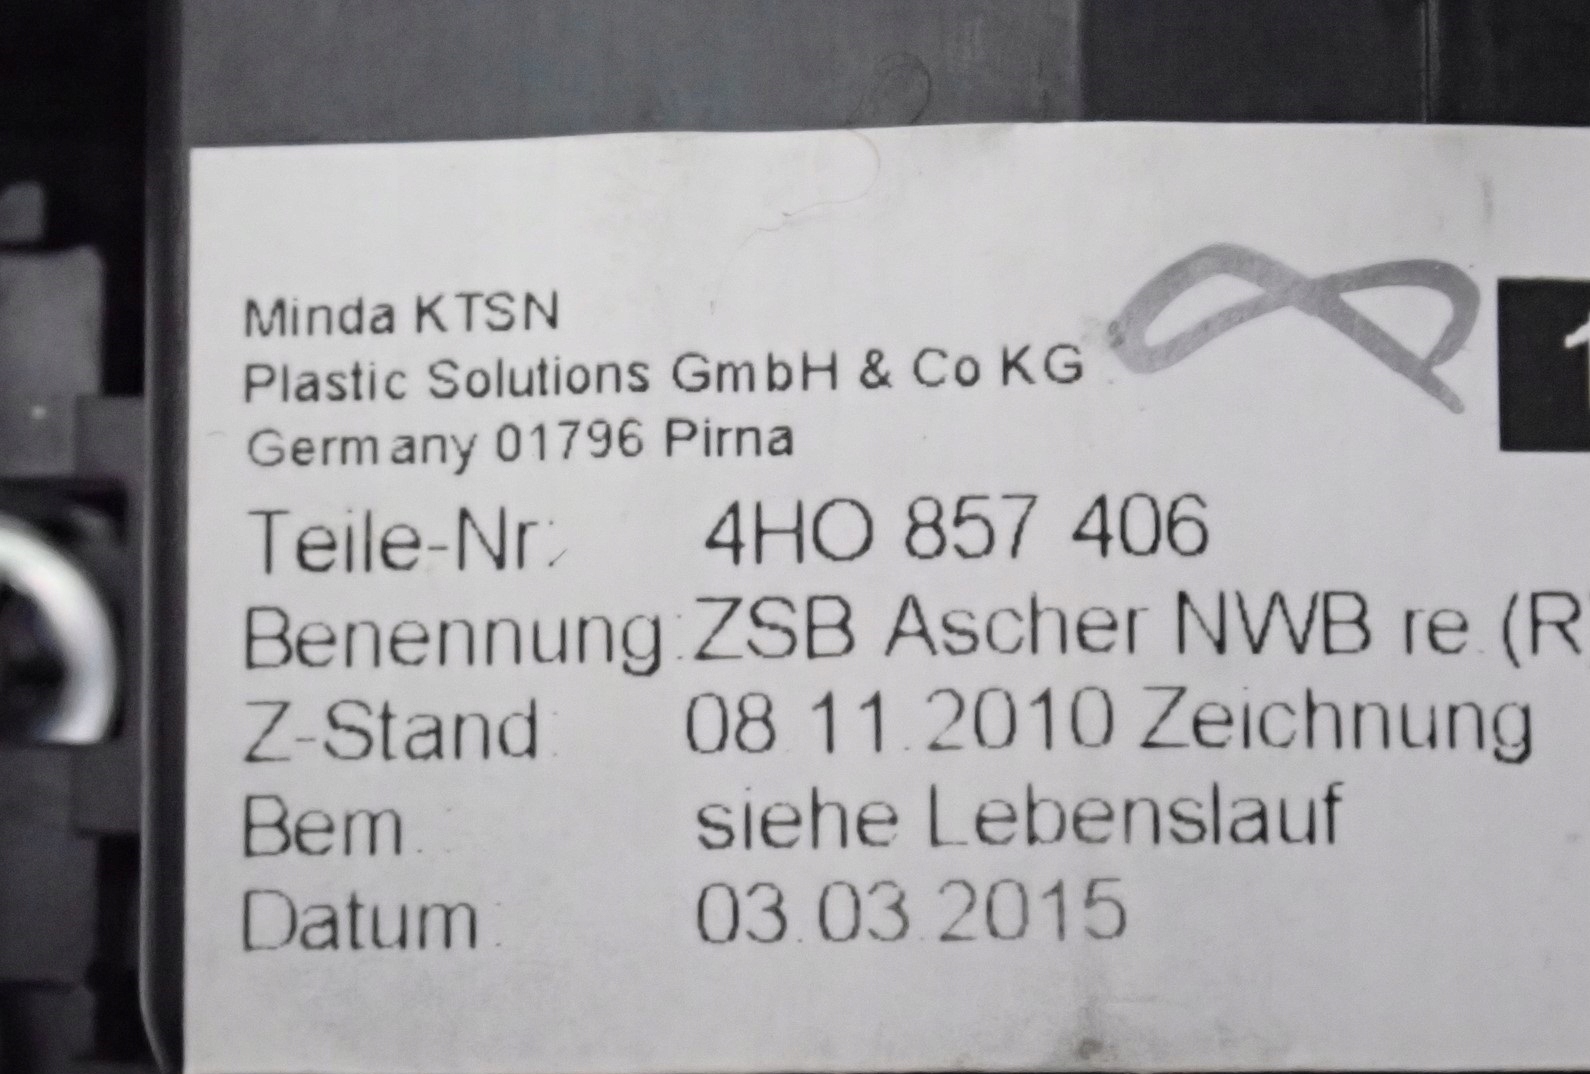 Minda KTSN
Plastic Solutions GmbH & Co KG
Germany 01796 Pirna
1
Teile-Nr.: 4HO 857 406
Benennung: ZSB Ascher NWB re. (R
Z-Stand: 08.11.2010 Zeichnung
Bem.: siehe Lebenslauf
Datum: 03.03.2015